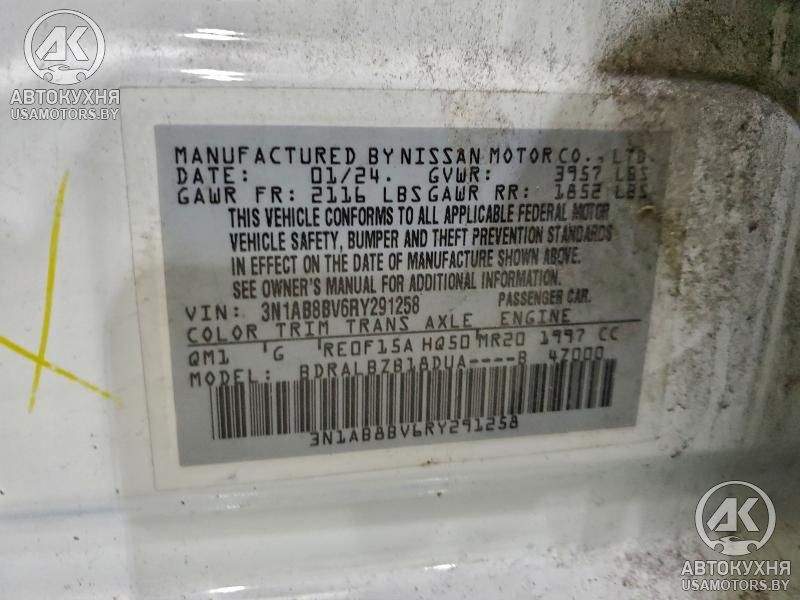 AK
АВТОКУХНЯ
USAMOTORS.BY
MANUFACTURED BY NISSAN MOTOR CO., LTD.
DATE: 01/24. GVWR: 3957 LBS
GAWR FR: 2116 LBS GAWR RR: 1852 LBS
THIS VEHICLE CONFORMS TO ALL APPLICABLE FEDERAL MOTOR
VEHICLE SAFETY, BUMPER AND THEFT PREVENTION STANDARDS
IN EFFECT ON THE DATE OF MANUFACTURE SHOWN ABOVE.
SEE OWNER'S MANUAL FOR ADDITIONAL INFORMATION.
VIN: 3N1AB8BV6RY291258 PASSENGER CAR.
COLOR TRIM TRANS AXLE ENGINE
QM1 'G RE0F15A HQ50 MR20 1997 CC
MODEL: BDRALBZB18DUA----B 47000
3N1AB8BV6RY291258
AK
АВТОКУХНЯ
USAMOTORS.BY